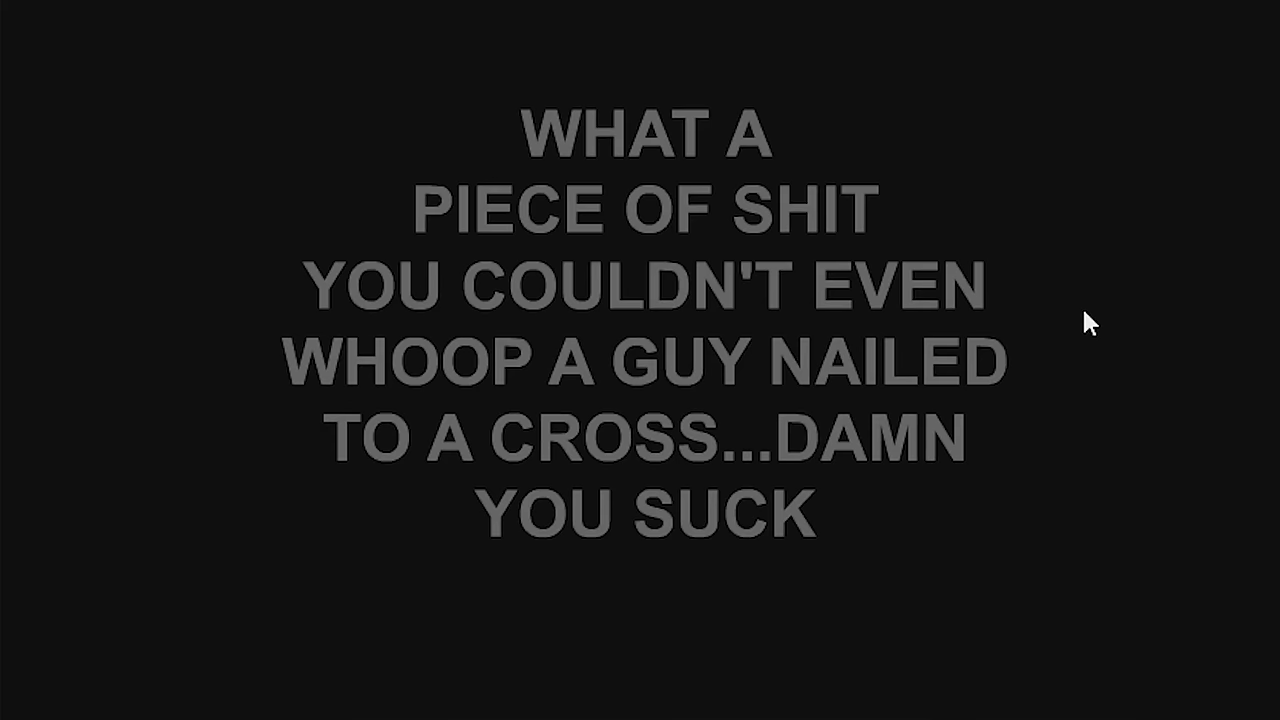 WHAT A
PIECE OF SHIT
YOU COULDN'T EVEN
WHOOP A GUY NAILED
TO A CROSS...DAMN
YOU SUCK